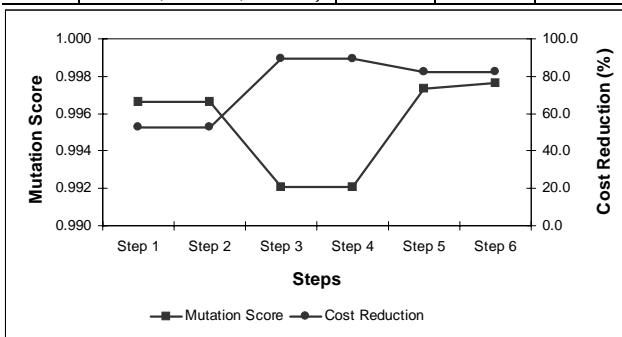 1.000
0.998
0.996
0.994
0.992
0.990
Mutation Score
100.0
80.0
60.0
40.0
20.0
0.0
Cost Reduction (%)
Step 1 Step 2 Step 3 Step 4 Step 5 Step 6
Steps
Mutation Score Cost Reduction